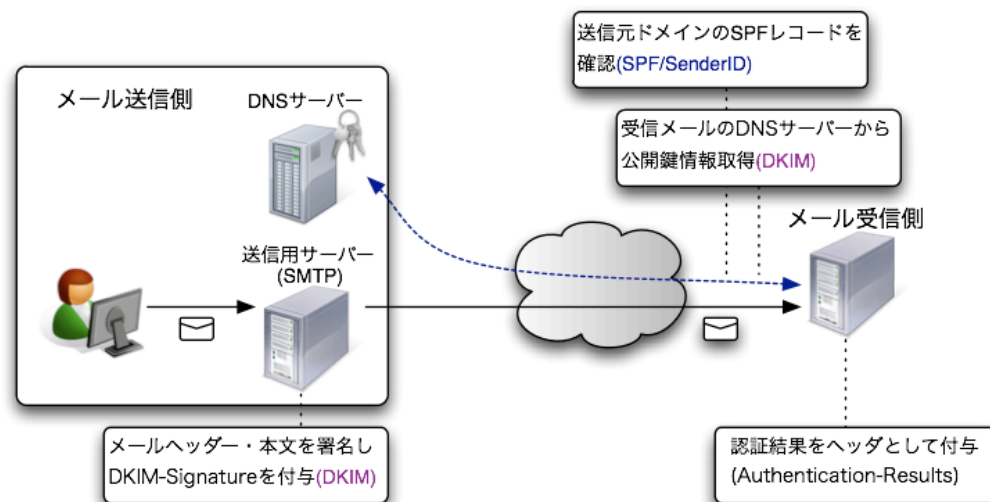 送信元ドメインのSPFレコードを
確認(SPF/SenderID)
メール送信側
DNSサーバー
受信メールのDNSサーバーから
公開鍵情報取得(DKIM)
メール受信側
送信用サーバー
(SMTP)
メールヘッダー・本文を署名し
DKIM-Signatureを付与(DKIM)
認証結果をヘッダとして付与
(Authentication-Results)